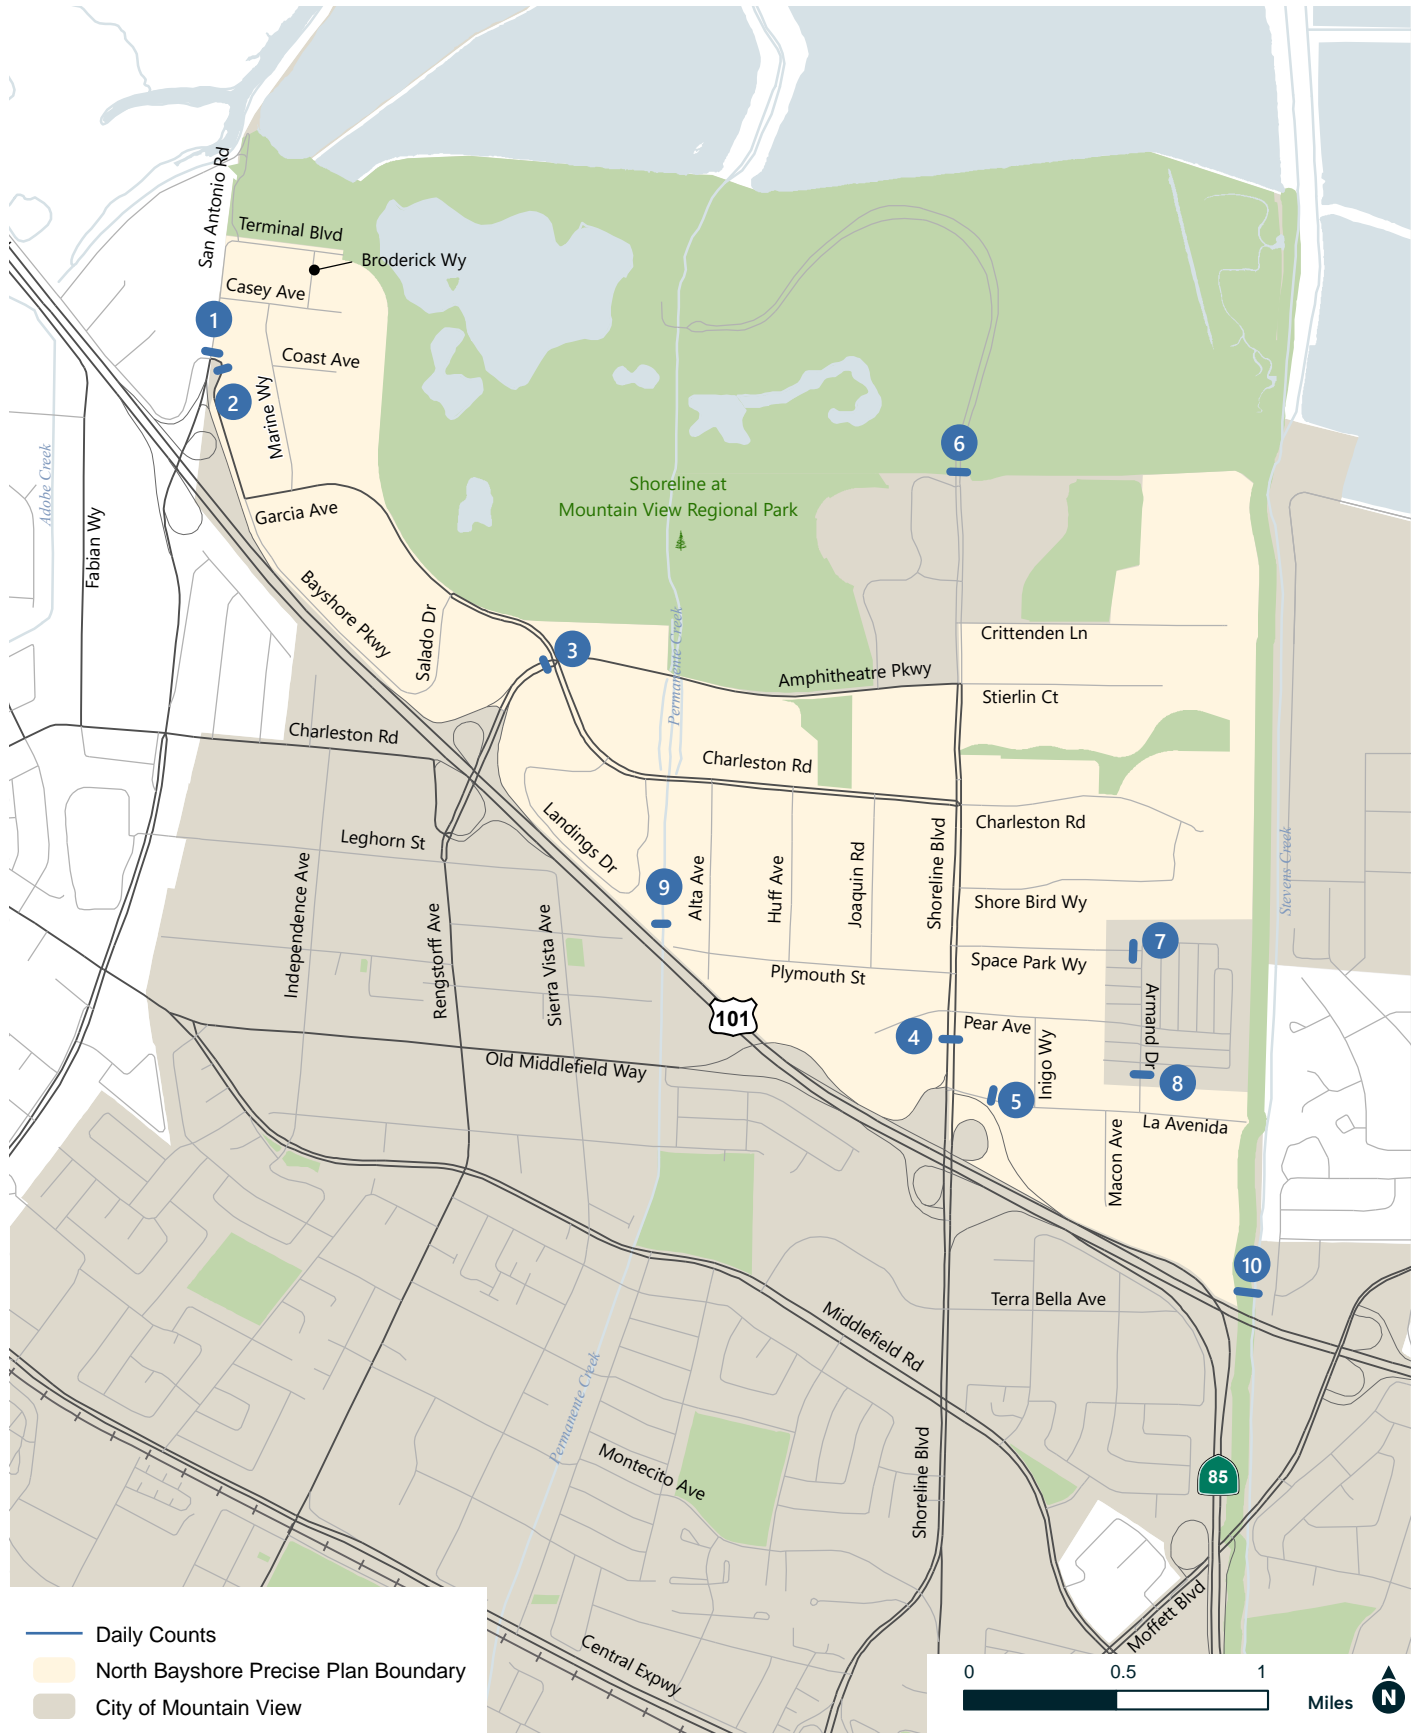 San Antonio Rd
Terminal Blvd
Broderick Wy
Casey Ave
1
Coast Ave
2
Marine Wy
6
Adobe Creek
Shoreline at
Mountain View Regional Park
Garcia Ave
Fabian Wy
Bayshore Pkwy
Salado Dr
Permanente Creek
3
Crittenden Ln
Amphitheatre Pkwy
Stierlin Ct
Charleston Rd
Charleston Rd
Landings Dr
Charleston Rd
Leghorn St
Shoreline Blvd
Stevens Creek
Independence Ave
9
Alta Ave
Huff Ave
Joaquin Rd
Shore Bird Wy
Rengstorff Ave
Sierra Vista Ave
7
Space Park Wy
Plymouth St
101
4
Pear Ave
Armand Dr
Inigo Wy
Old Middlefield Way
8
5
La Avenida
Macon Ave
10
Terra Bella Ave
Middlefield Rd
Permanente Creek
Montecito Ave
Shoreline Blvd
85
Moffett Blvd
Central Expwy
Daily Counts
North Bayshore Precise Plan Boundary
City of Mountain View
0 0.5 1
Miles
N